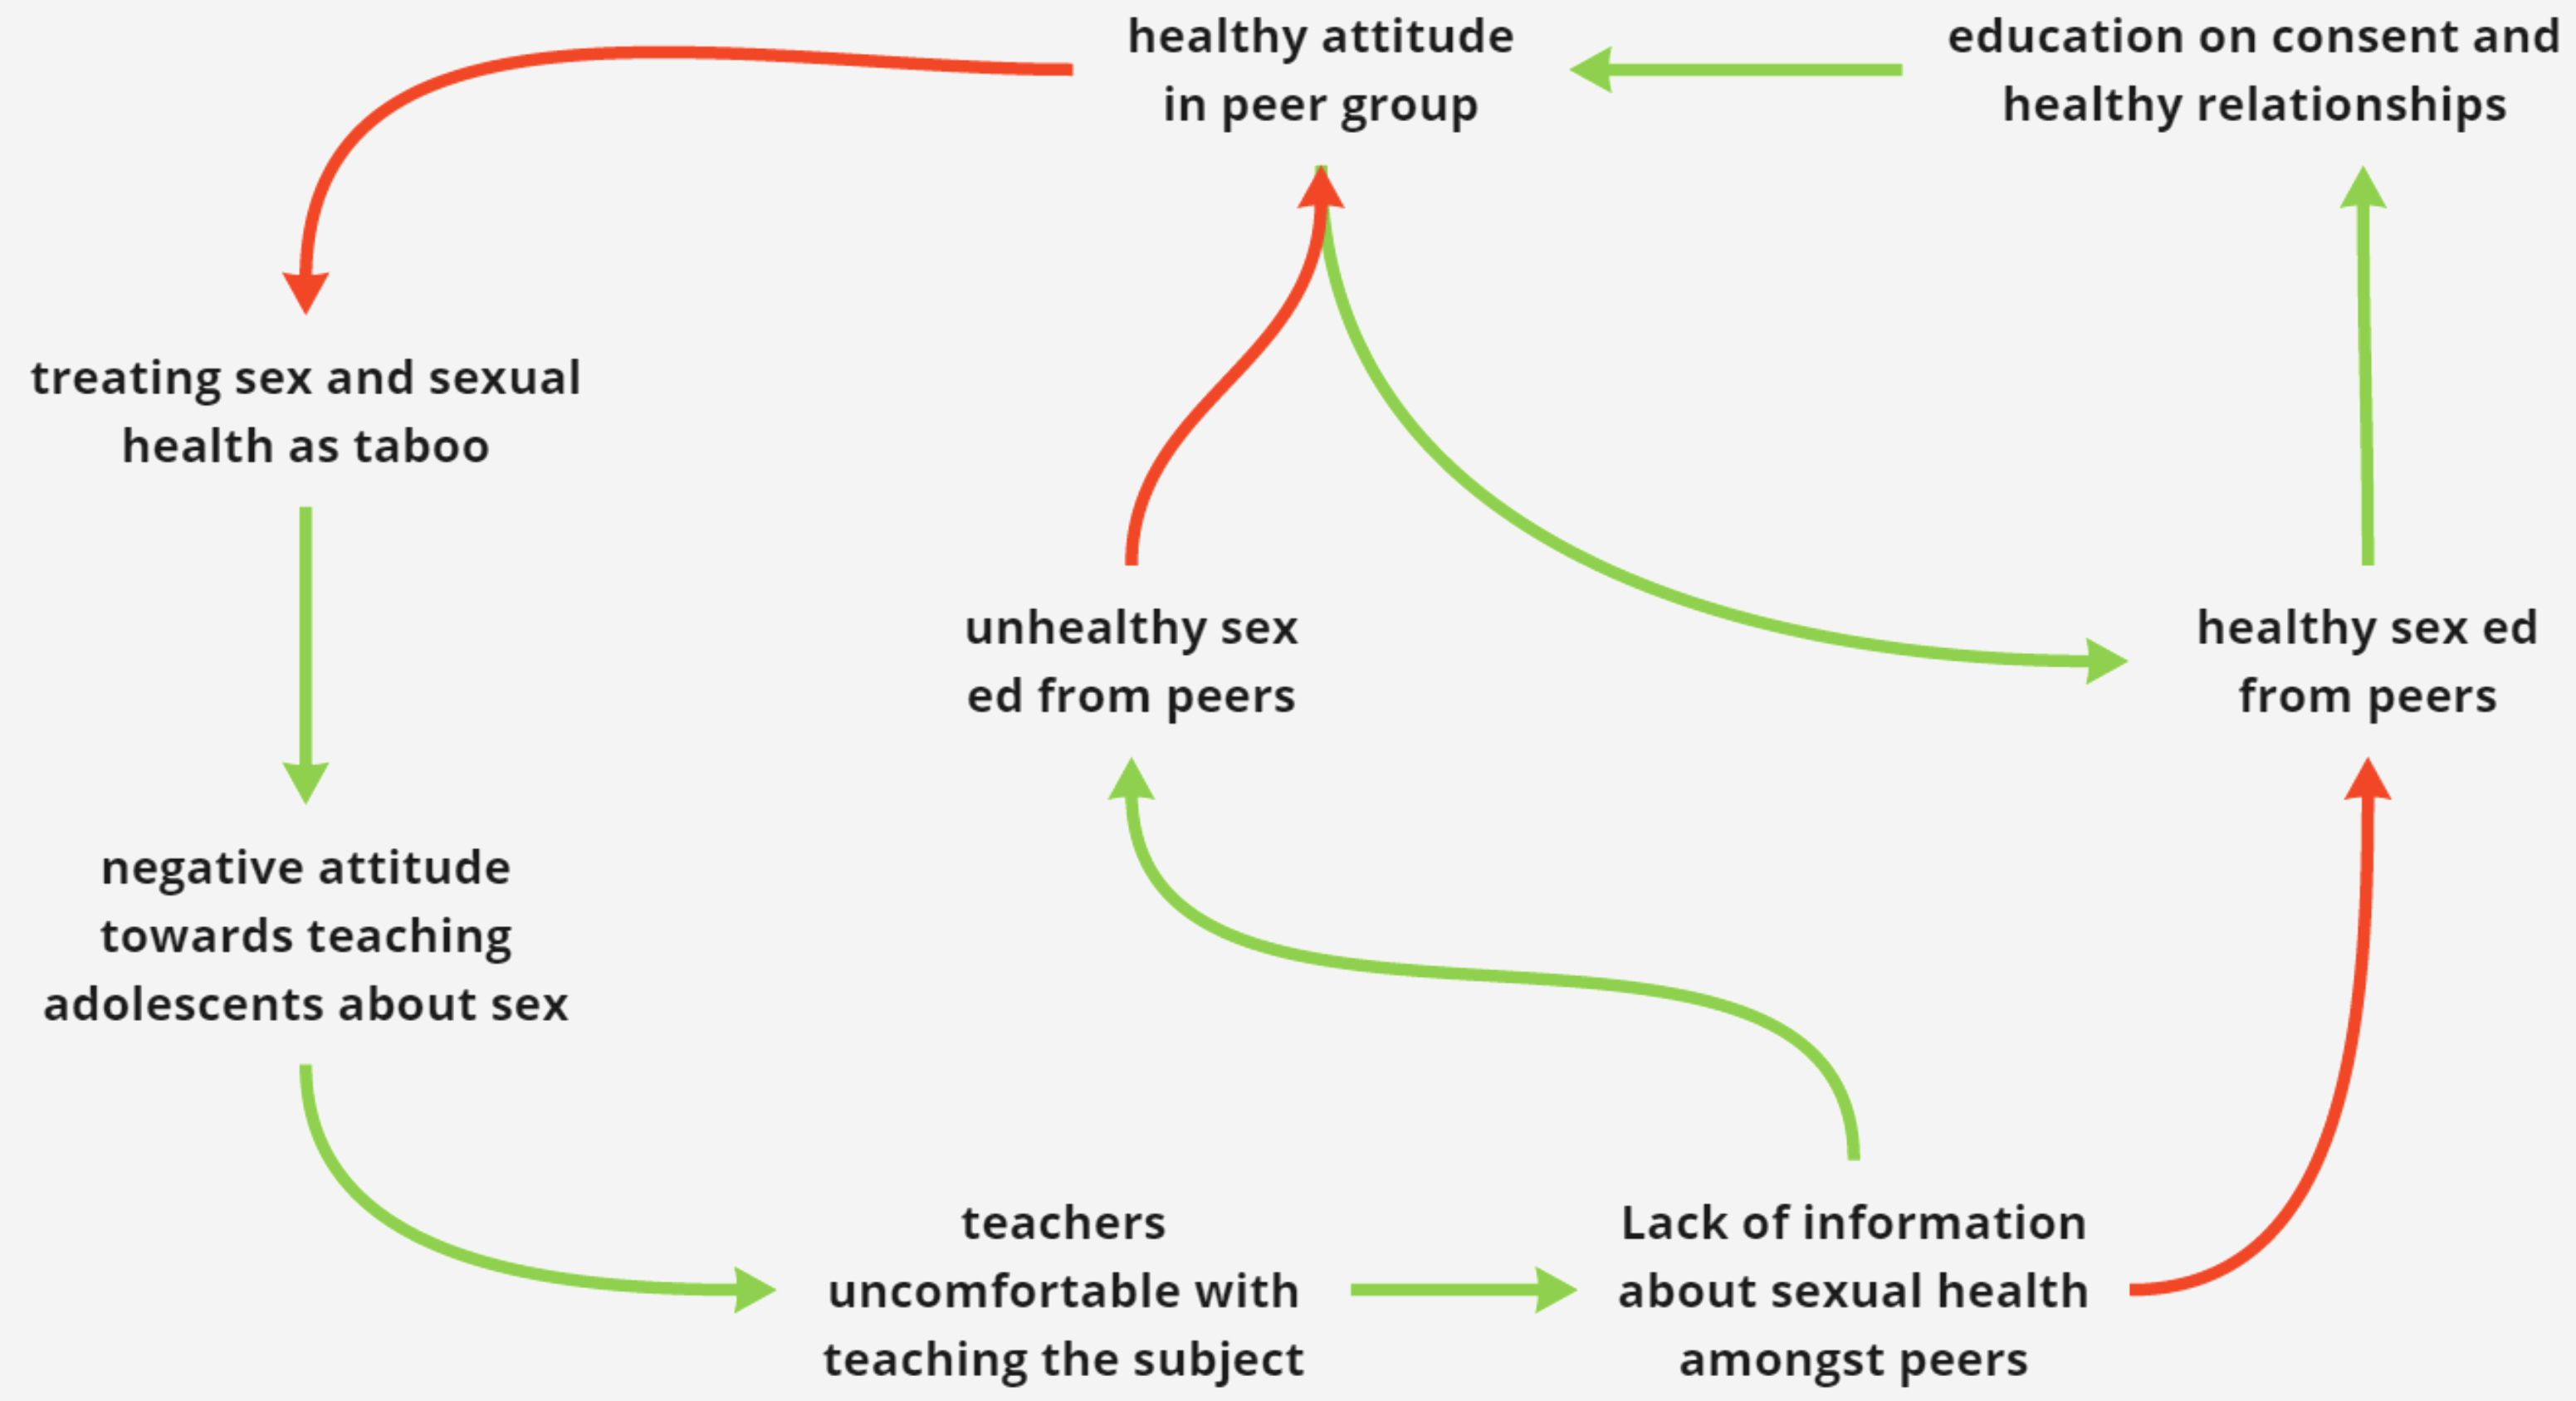 healthy attitude
in peer group
education on consent and
healthy relationships
treating sex and sexual
health as taboo
unhealthy sex
ed from peers
healthy sex ed
from peers
negative attitude
towards teaching
adolescents about sex
teachers
uncomfortable with
teaching the subject
Lack of information
about sexual health
amongst peers